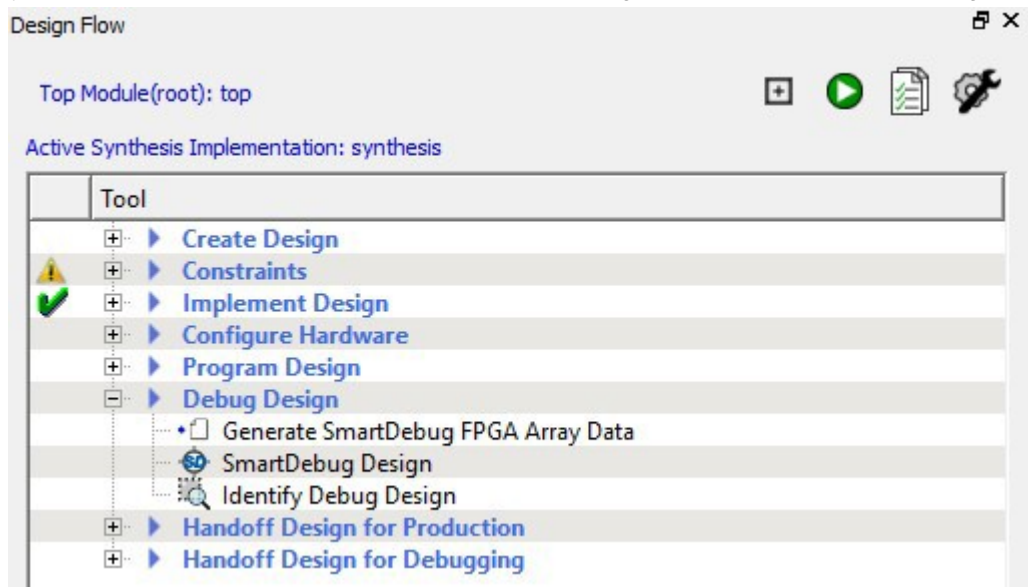 Design Flow
Top Module(root): top
Active Synthesis Implementation: synthesis
Tool
Create Design
Constraints
Implement Design
Configure Hardware
Program Design
Debug Design
Generate SmartDebug FPGA Array Data
SD SmartDebug Design
Identify Debug Design
Handoff Design for Production
Handoff Design for Debugging